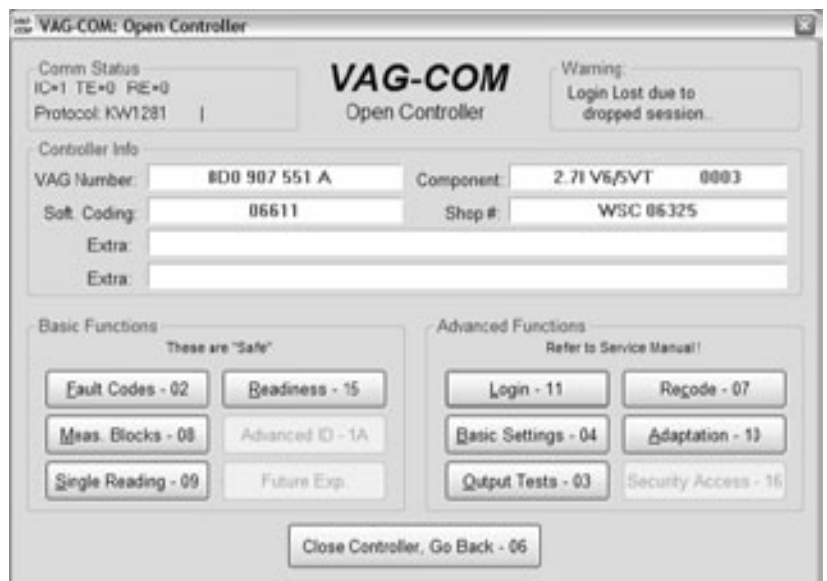 VAG-COM: Open Controller
Comm Status
IC=1 TE=0 RE=0
Protocol: KW1281 |
VAG-COM
Open Controller
Warning:
Login Lost due to
dropped session..
Controller Info
VAG Number: 8D0 907 551 A Component: 2.7l V6/5VT 0003
Soft. Coding: 06611 Shop #: WSC 06325
Extra:
Extra:
Basic Functions
These are "Safe"
Fault Codes - 02 Readiness - 15
Meas. Blocks - 08 Advanced ID - 1A
Single Reading - 09 Future Exp.
Advanced Functions
Refer to Service Manual!
Login - 11 Recode - 07
Basic Settings - 04 Adaptation - 10
Output Tests - 03 Security Access - 16
Close Controller, Go Back - 06